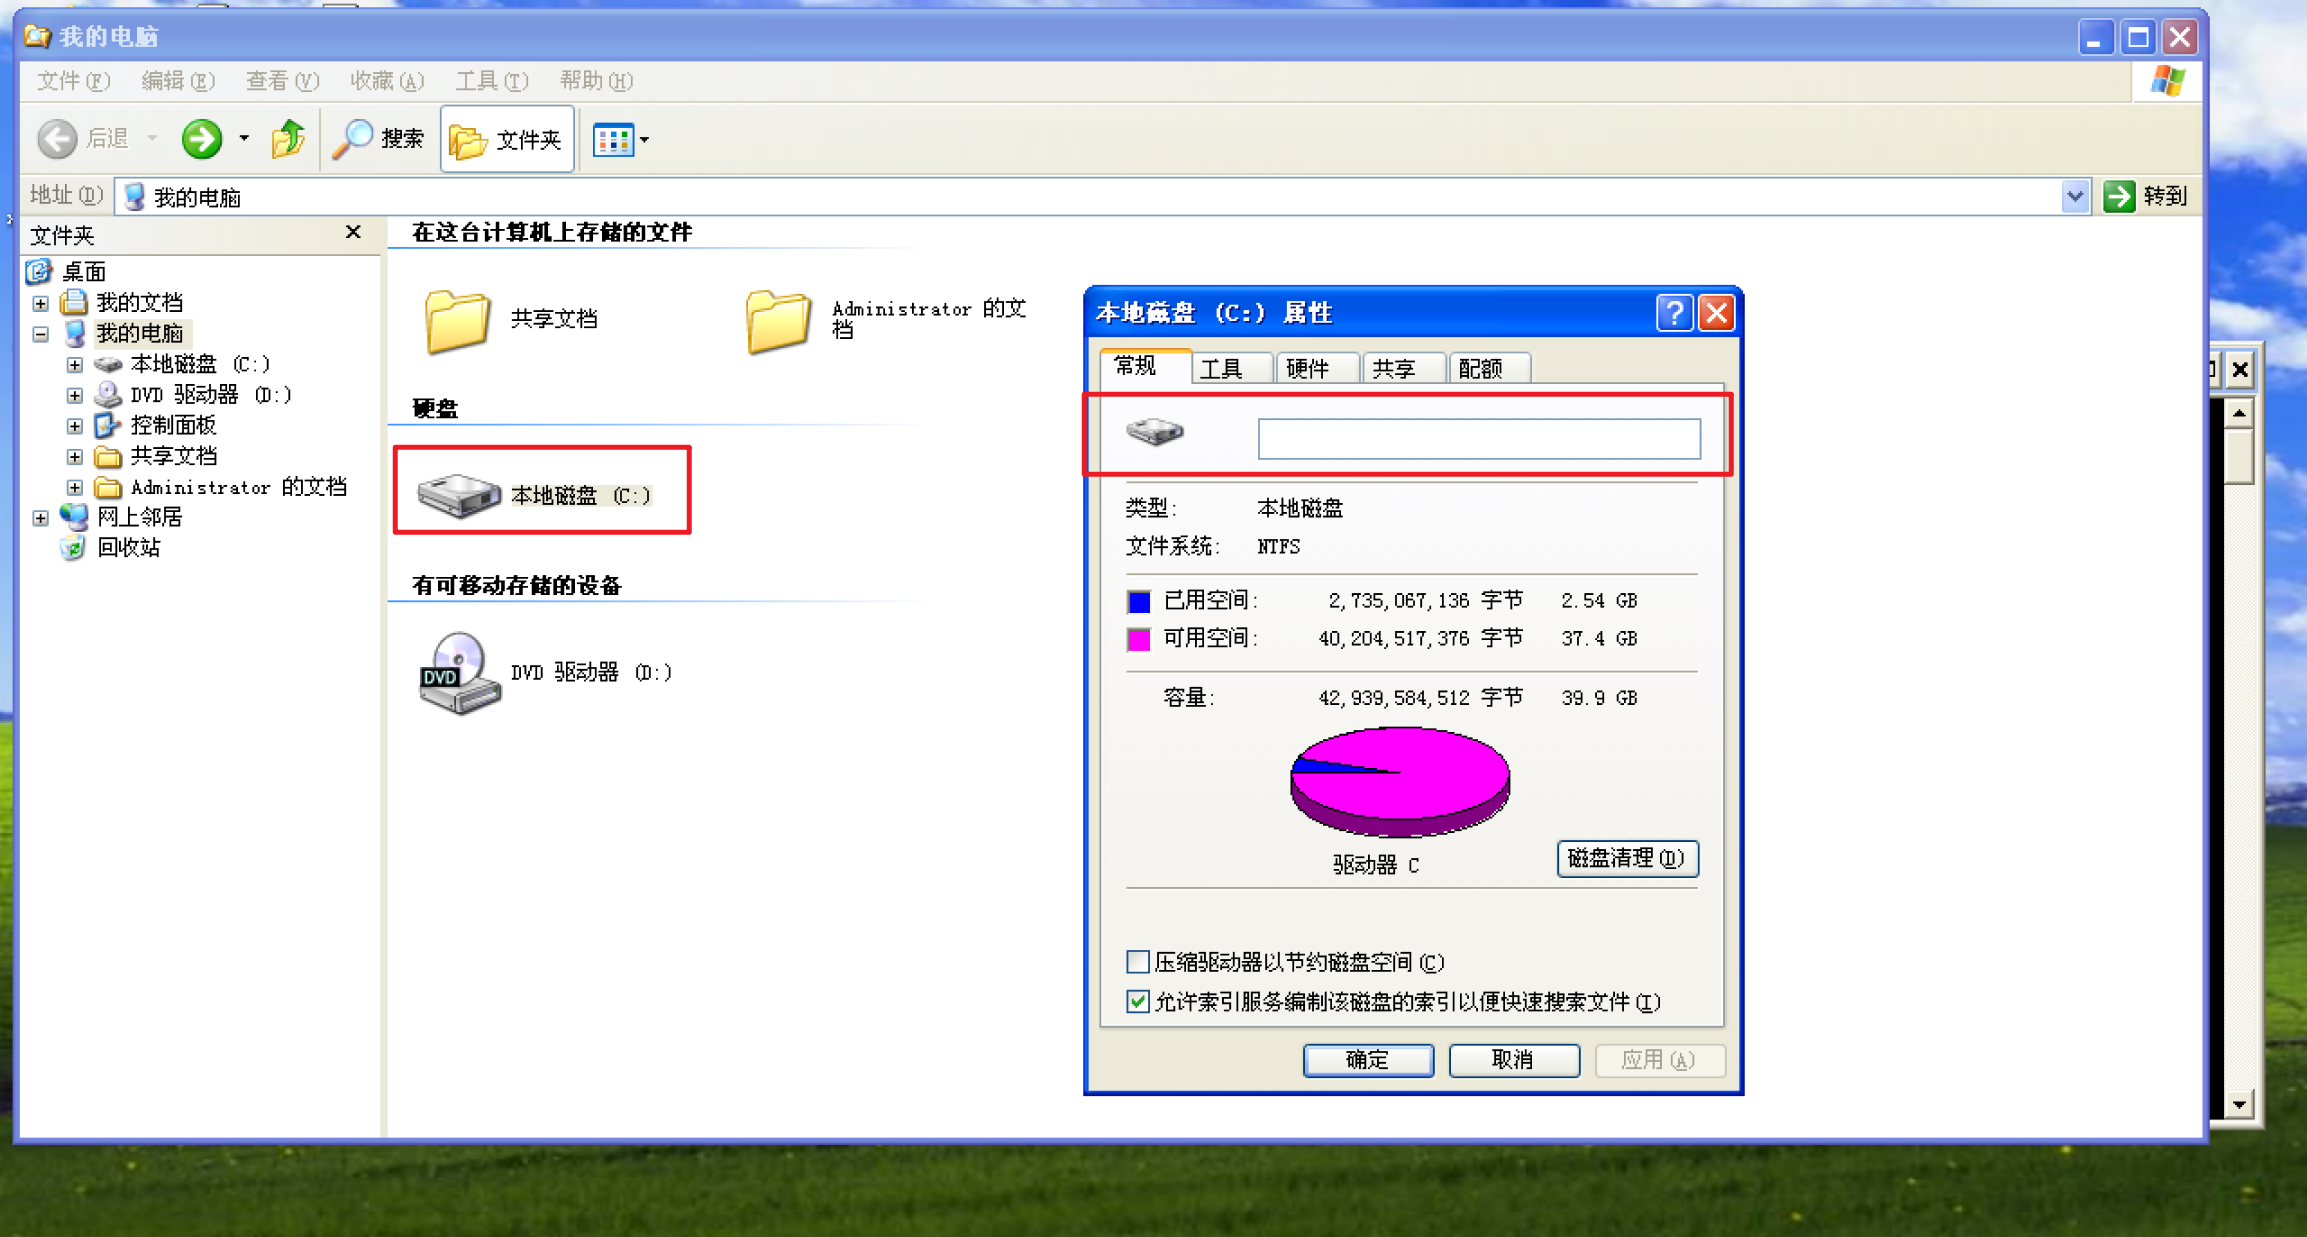 我的电脑
文件(F) 编辑(E) 查看(V) 收藏(A) 工具(T) 帮助(H)
后退 搜索 文件夹
地址(D) 我的电脑 转到
文件夹
桌面
我的文档
我的电脑
本地磁盘 (C:)
DVD 驱动器 (D:)
控制面板
共享文档
Administrator 的文档
网上邻居
回收站
在这台计算机上存储的文件
共享文档
Administrator 的文
档
硬盘
本地磁盘 (C:)
有可移动存储的设备
DVD
DVD 驱动器 (D:)
本地磁盘 (C:) 属性
常规 工具 硬件 共享 配额
类型: 本地磁盘
文件系统: NTFS
已用空间: 2,735,067,136 字节 2.54 GB
可用空间: 40,204,517,376 字节 37.4 GB
容量: 42,939,584,512 字节 39.9 GB
驱动器 C
磁盘清理(D)
压缩驱动器以节约磁盘空间(C)
允许索引服务编制该磁盘的索引以便快速搜索文件(I)
确定 取消 应用(A)